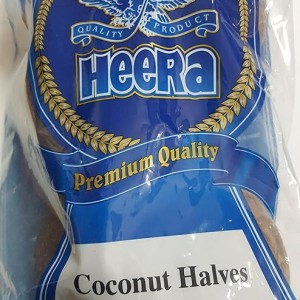 QUALITY PRODUCT
HEERA
Premium Quality
Coconut Halves